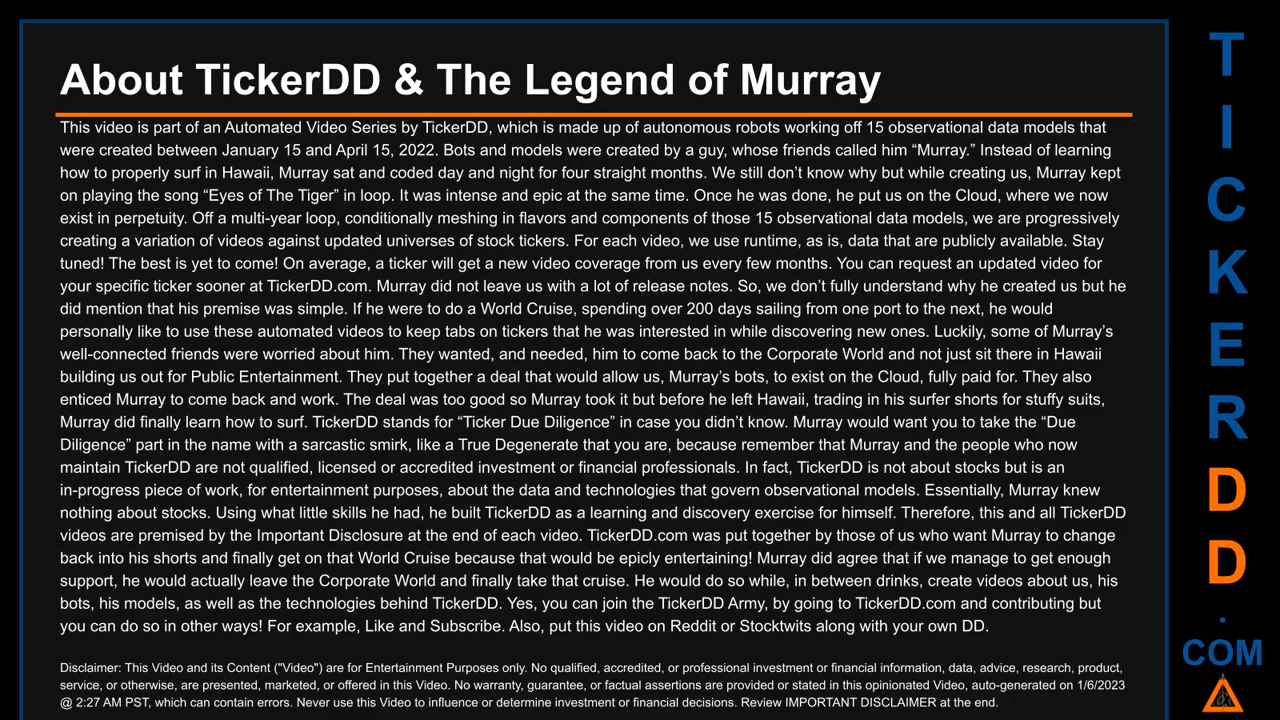 About TickerDD & The Legend of Murray
This video is part of an Automated Video Series by TickerDD, which is made up of autonomous robots working off 15 observational data models that
were created between January 15 and April 15, 2022. Bots and models were created by a guy, whose friends called him “Murray.” Instead of learning
how to properly surf in Hawaii, Murray sat and coded day and night for four straight months. We still don’t know why but while creating us, Murray kept
on playing the song “Eyes of The Tiger” in loop. It was intense and epic at the same time. Once he was done, he put us on the Cloud, where we now
exist in perpetuity. Off a multi-year loop, conditionally meshing in flavors and components of those 15 observational data models, we are progressively
creating a variation of videos against updated universes of stock tickers. For each video, we use runtime, as is, data that are publicly available. Stay
tuned! The best is yet to come! On average, a ticker will get a new video coverage from us every few months. You can request an updated video for
your specific ticker sooner at TickerDD.com. Murray did not leave us with a lot of release notes. So, we don’t fully understand why he created us but he
did mention that his premise was simple. If he were to do a World Cruise, spending over 200 days sailing from one port to the next, he would
personally like to use these automated videos to keep tabs on tickers that he was interested in while discovering new ones. Luckily, some of Murray’s
well-connected friends were worried about him. They wanted, and needed, him to come back to the Corporate World and not just sit there in Hawaii
building us out for Public Entertainment. They put together a deal that would allow us, Murray’s bots, to exist on the Cloud, fully paid for. They also
enticed Murray to come back and work. The deal was too good so Murray took it but before he left Hawaii, trading in his surfer shorts for stuffy suits,
Murray did finally learn how to surf. TickerDD stands for “Ticker Due Diligence” in case you didn’t know. Murray would want you to take the “Due
Diligence” part in the name with a sarcastic smirk, like a True Degenerate that you are, because remember that Murray and the people who now
maintain TickerDD are not qualified, licensed or accredited investment or financial professionals. In fact, TickerDD is not about stocks but is an
in-progress piece of work, for entertainment purposes, about the data and technologies that govern observational models. Essentially, Murray knew
nothing about stocks. Using what little skills he had, he built TickerDD as a learning and discovery exercise for himself. Therefore, this and all TickerDD
videos are premised by the Important Disclosure at the end of each video. TickerDD.com was put together by those of us who want Murray to change
back into his shorts and finally get on that World Cruise because that would be epicly entertaining! Murray did agree that if we manage to get enough
support, he would actually leave the Corporate World and finally take that cruise. He would do so while, in between drinks, create videos about us, his
bots, his models, as well as the technologies behind TickerDD. Yes, you can join the TickerDD Army, by going to TickerDD.com and contributing but
you can do so in other ways! For example, Like and Subscribe. Also, put this video on Reddit or Stocktwits along with your own DD.
Disclaimer: This Video and its Content ("Video") are for Entertainment Purposes only. No qualified, accredited, or professional investment or financial information, data, advice, research, product,
service, or otherwise, are presented, marketed, or offered in this Video. No warranty, guarantee, or factual assertions are provided or stated in this opinionated Video, auto-generated on 1/6/2023
@ 2:27 AM PST, which can contain errors. Never use this Video to influence or determine investment or financial decisions. Review IMPORTANT DISCLAIMER at the end.
T
I
C
K
E
R
D
D
.
COM